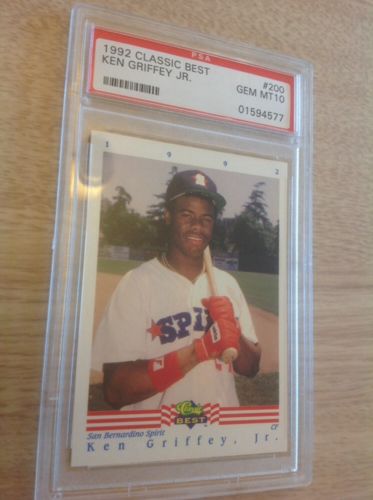 PSA
1992 CLASSIC BEST #200
KEN GRIFFEY JR. GEM MT10
01594577
1 9 9 2
SPI
Classic
BEST
San Bernardino Spirit CF
Ken Griffey, Jr.